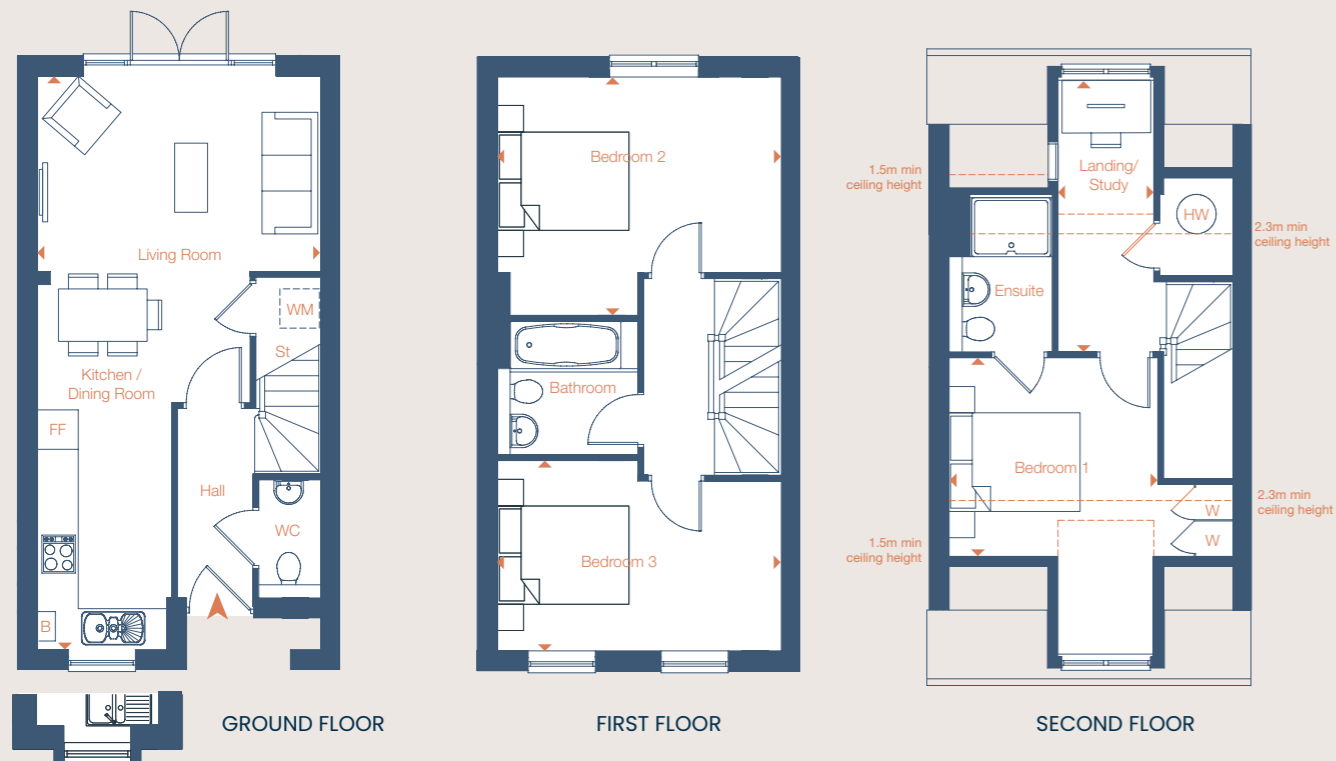 Living Room
WM
St
Kitchen /
Dining Room
FF
Hall
WC
B
GROUND FLOOR
Bedroom 2
Bathroom
Bedroom 3
FIRST FLOOR
1.5m min
ceiling height
Landing/
Study
HW
2.3m min
ceiling height
Ensuite
Bedroom 1
2.3m min
ceiling height
W
W
1.5m min
ceiling height
SECOND FLOOR